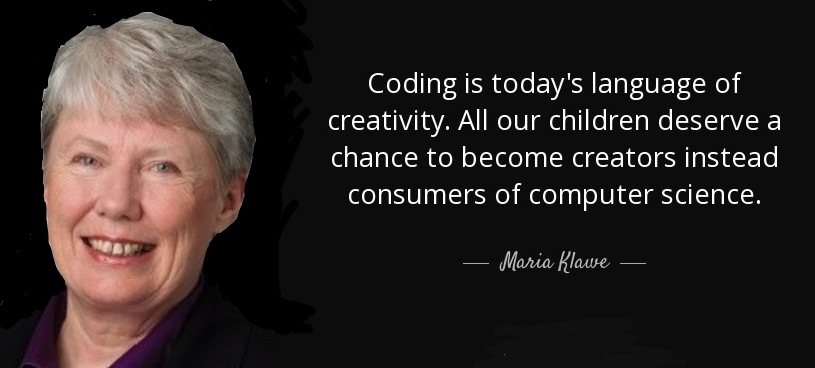 Coding is today's language of
creativity. All our children deserve a
chance to become creators instead
consumers of computer science.
Maria Klawe